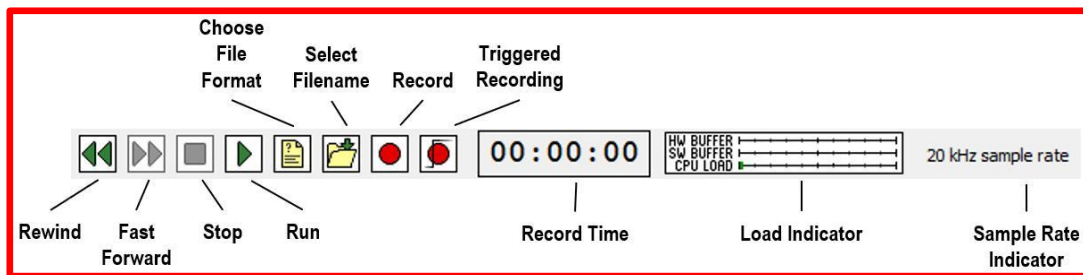 Choose
File
Format
Select
Filename
Record
Triggered
Recording
?
00:00:00
HW BUFFER
SW BUFFER
CPU LOAD
20 kHz sample rate
Rewind
Fast
Forward
Stop
Run
Record Time
Load Indicator
Sample Rate
Indicator